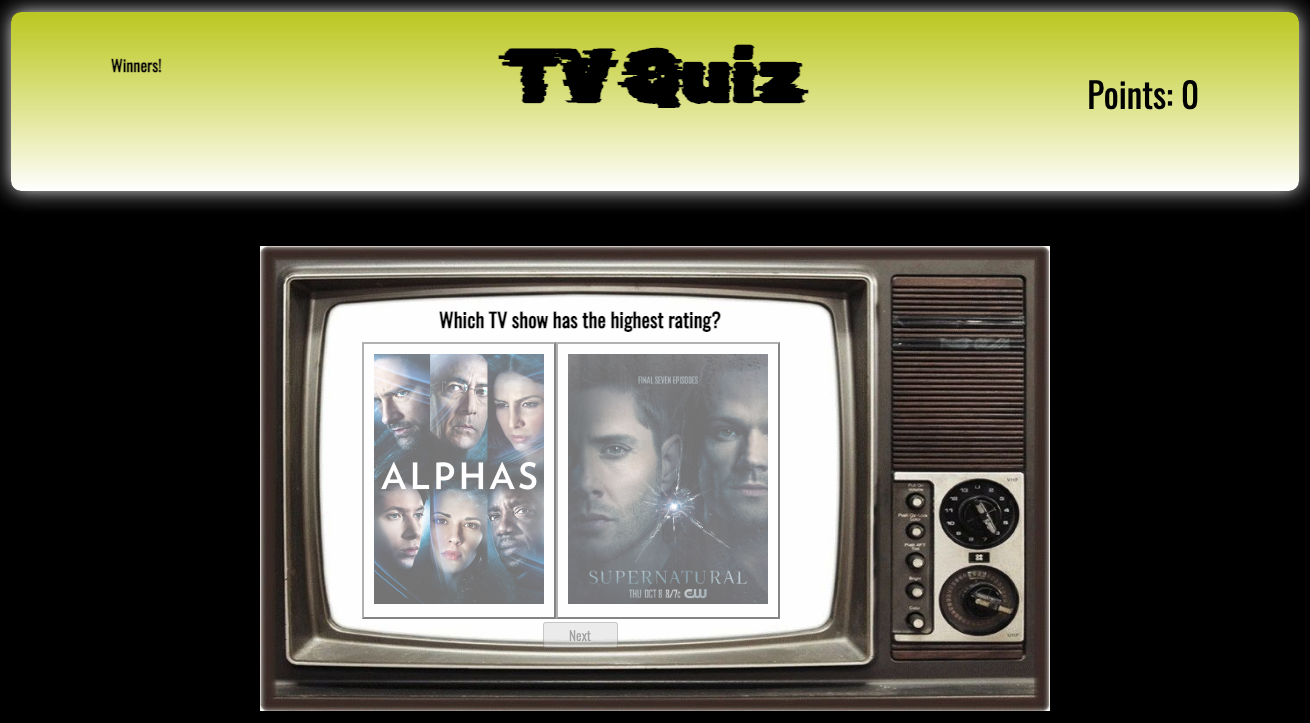 Winners!
TV Quiz
Points: 0
Which TV show has the highest rating?
ALPHAS
FINAL SEVEN EPISODES
SUPERNATURAL
THU OCT 11 8/7c CW
Next